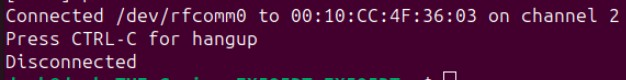 Connected /dev/rfcomm0 to 00:10:CC:4F:36:03 on channel 2
Press CTRL-C for hangup
Disconnected